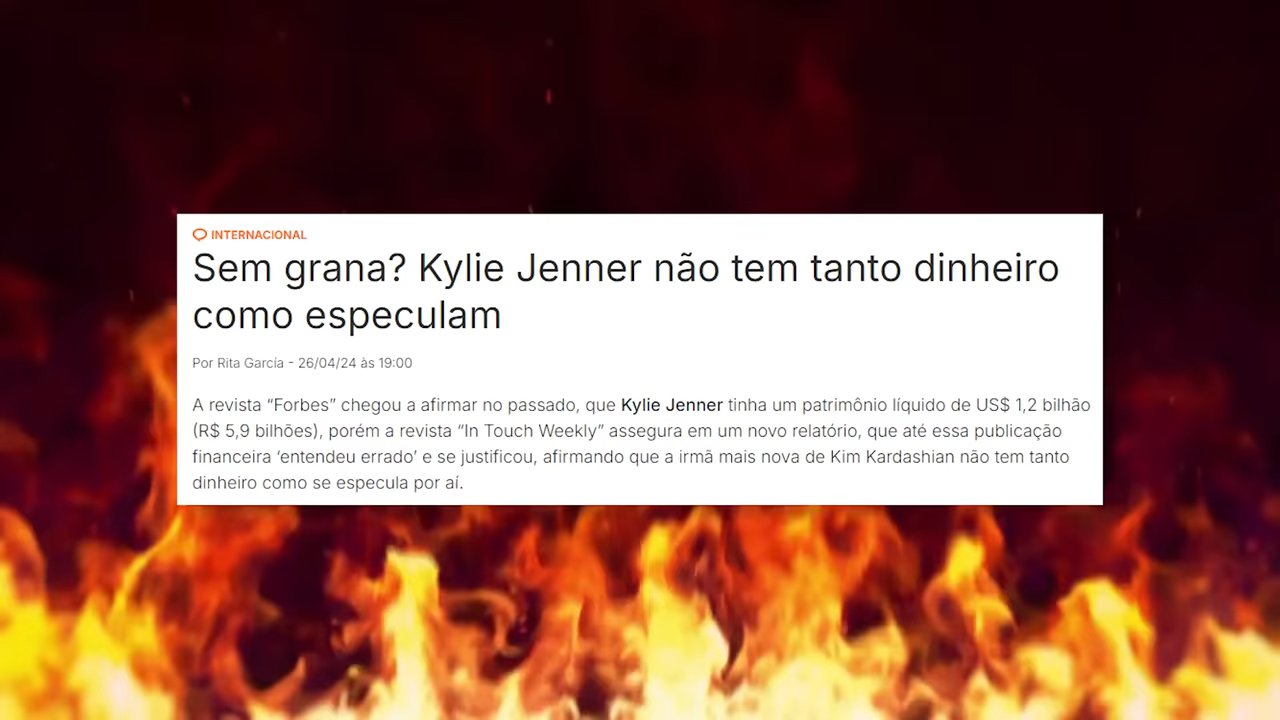 INTERNACIONAL
Sem grana? Kylie Jenner não tem tanto dinheiro
como especulam
Por Rita García - 26/04/24 às 19:00
A revista “Forbes” chegou a afirmar no passado, que Kylie Jenner tinha um patrimônio líquido de US$ 1,2 bilhão
(R$ 5,9 bilhões), porém a revista “In Touch Weekly” assegura em um novo relatório, que até essa publicação
financeira ‘entendeu errado’ e se justificou, afirmando que a irmã mais nova de Kim Kardashian não tem tanto
dinheiro como se especula por aí.